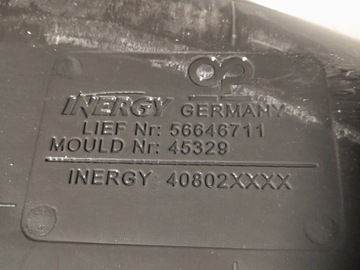 INERGY GERMANY
LIEF Nr: 56646711
MOULD Nr: 45329
INERGY 40802XXXX